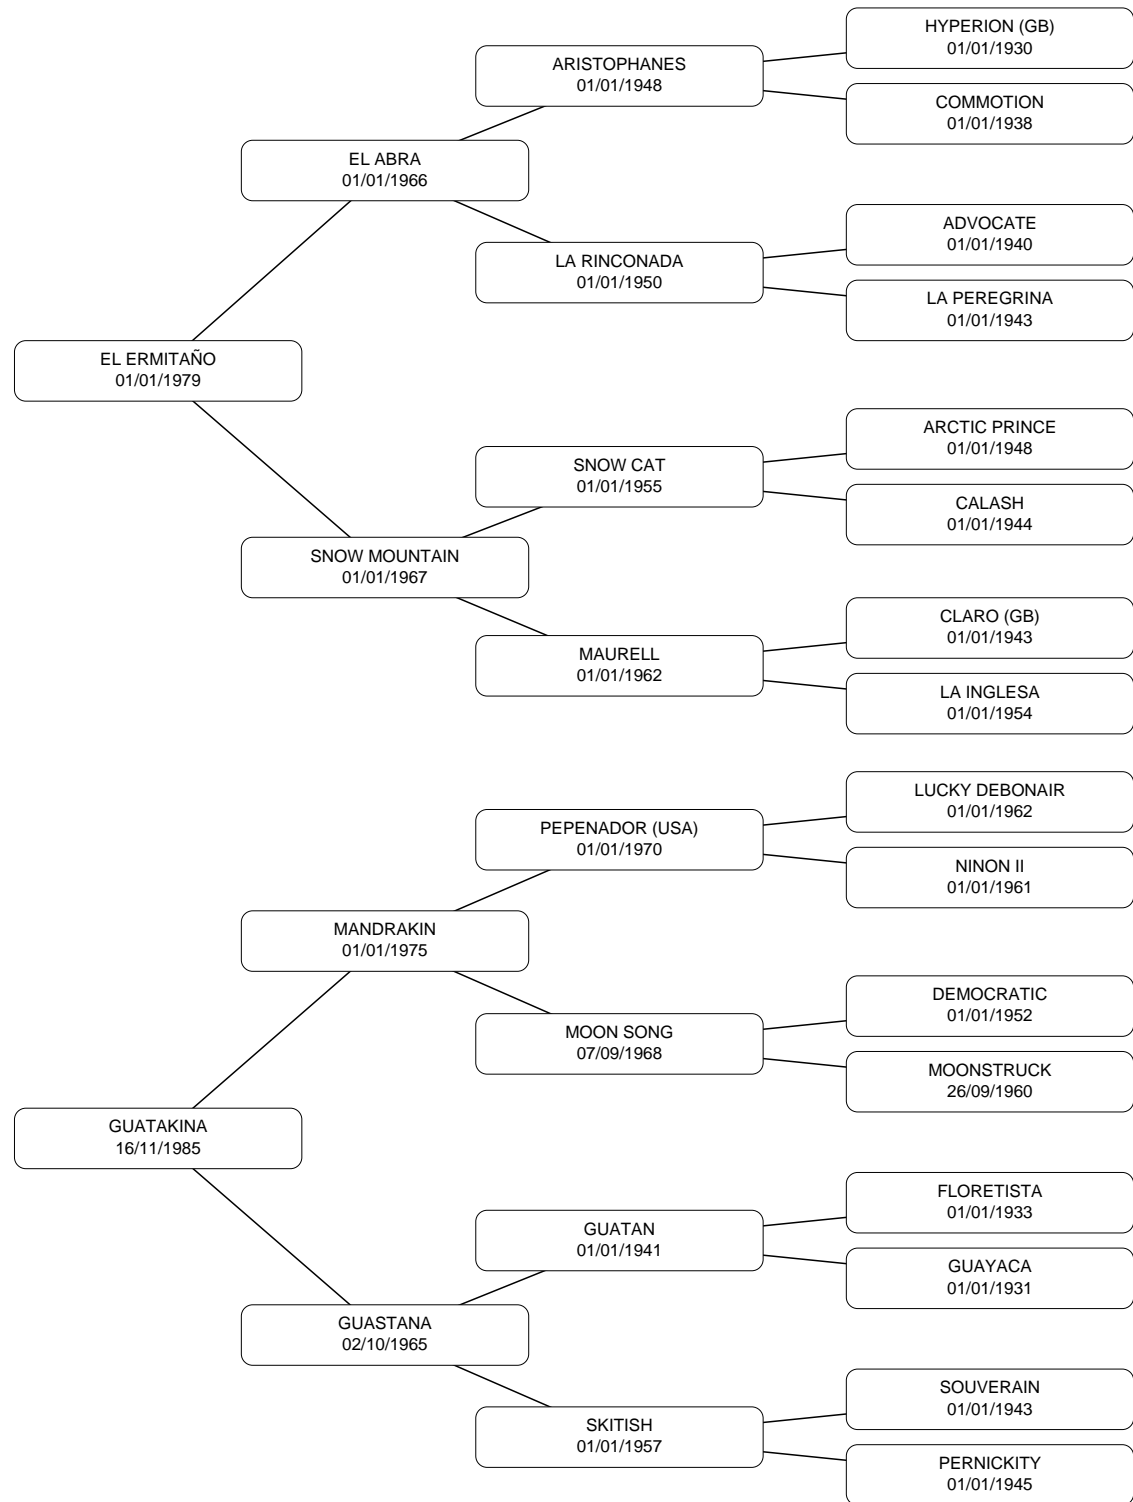 HYPERION (GB)
01/01/1930
ARISTOPHANES
01/01/1948
COMMOTION
01/01/1938
EL ABRA
01/01/1966
ADVOCATE
01/01/1940
LA RINCONADA
01/01/1950
LA PEREGRINA
01/01/1943
EL ERMITAÑO
01/01/1979
ARCTIC PRINCE
01/01/1948
SNOW CAT
01/01/1955
CALASH
01/01/1944
SNOW MOUNTAIN
01/01/1967
CLARO (GB)
01/01/1943
MAURELL
01/01/1962
LA INGLESA
01/01/1954
LUCKY DEBONAIR
01/01/1962
PEPENADOR (USA)
01/01/1970
NINON II
01/01/1961
MANDRAKIN
01/01/1975
DEMOCRATIC
01/01/1952
MOON SONG
07/09/1968
MOONSTRUCK
26/09/1960
GUATAKINA
16/11/1985
FLORETISTA
01/01/1933
GUATAN
01/01/1941
GUAYACA
01/01/1931
GUASTANA
02/10/1965
SOUVERAIN
01/01/1943
SKITISH
01/01/1957
PERNICKITY
01/01/1945